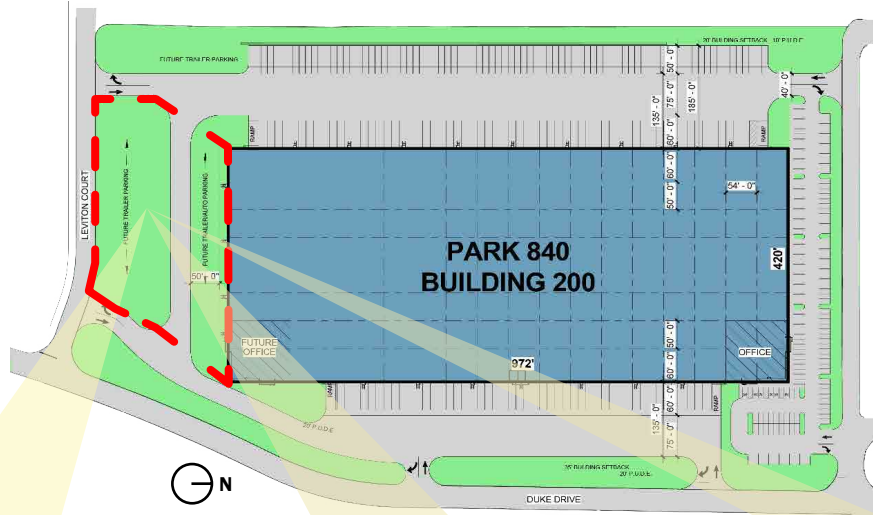 20' BUILDING SETBACK 10' P.U.D.E.
FUTURE TRAILER PARKING
50' - 0"
40' - 0"
75' - 0"
135' - 0"
185' - 0"
60' - 0"
RAMP
RAMP
LEVITON COURT
FUTURE TRAILER PARKING
FUTURE TRAILER/AUTO PARKING
60' - 0"
50' - 0"
54' - 0"
PARK 840
BUILDING 200
420'
50' - 0"
FUTURE
OFFICE
50' - 0"
OFFICE
972'
60' - 0"
RAMP
RAMP
60' - 0"
135' - 0"
75' - 0"
20' P.U.D.E.
35' BUILDING SETBACK
20' P.U.D.E.
N
DUKE DRIVE